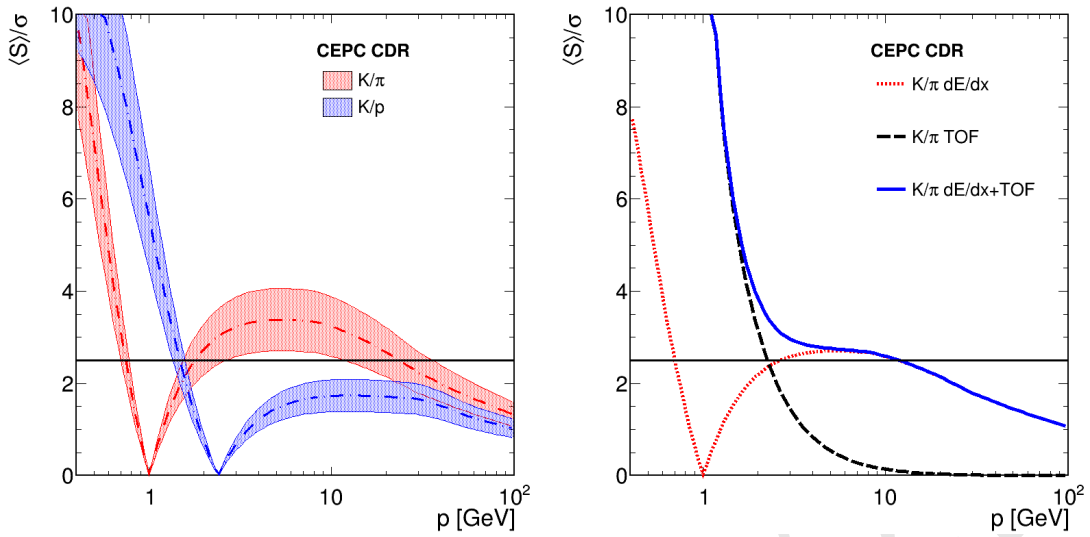 ⟨S⟩/σ
10
8
6
4
2
0
CEPC CDR
K/π
K/p
1
10
10²
p [GeV]
⟨S⟩/σ
10
8
6
4
2
0
CEPC CDR
K/π dE/dx
K/π TOF
K/π dE/dx+TOF
1
10
10²
p [GeV]